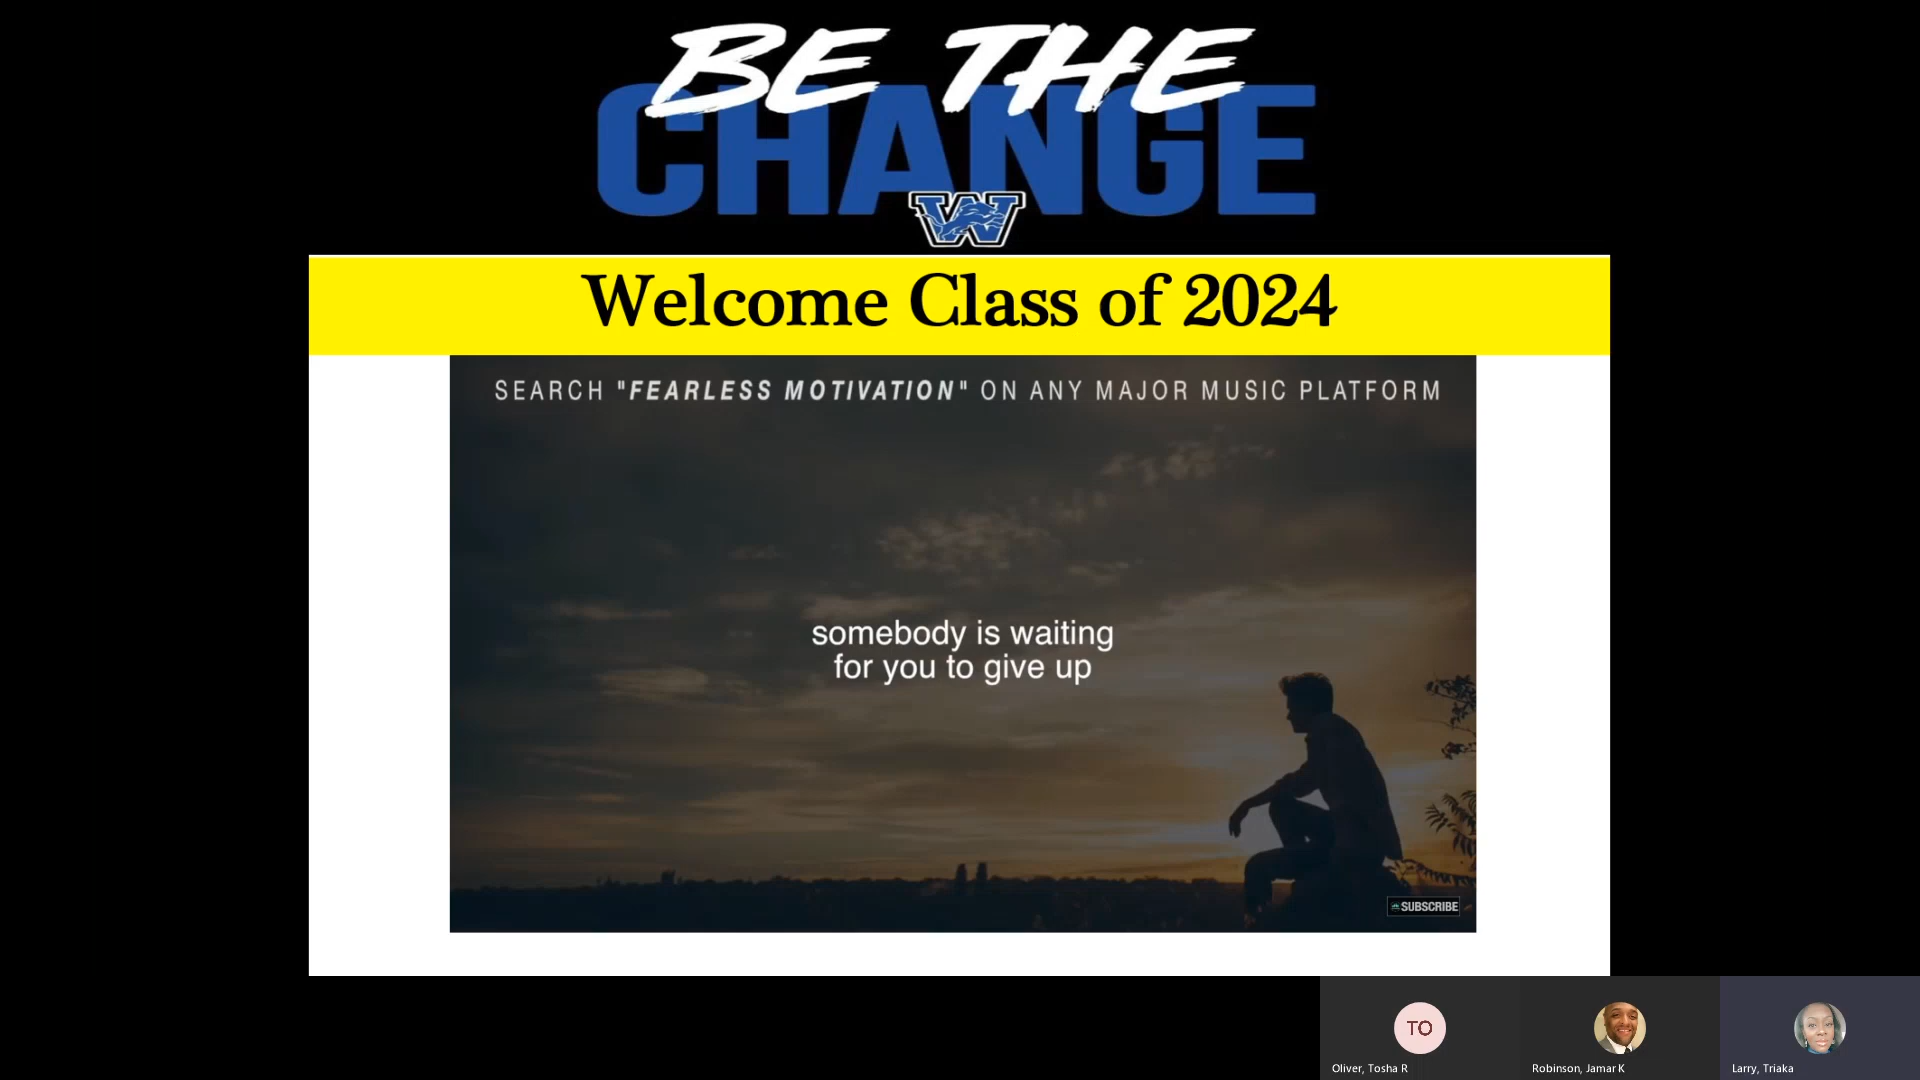 BE THE
CHANGE
W
Welcome Class of 2024
SEARCH "FEARLESS MOTIVATION" ON ANY MAJOR MUSIC PLATFORM
somebody is waiting
for you to give up
SUBSCRIBE
TO
Oliver, Tosha R
Robinson, Jamar K
Larry, Triaka